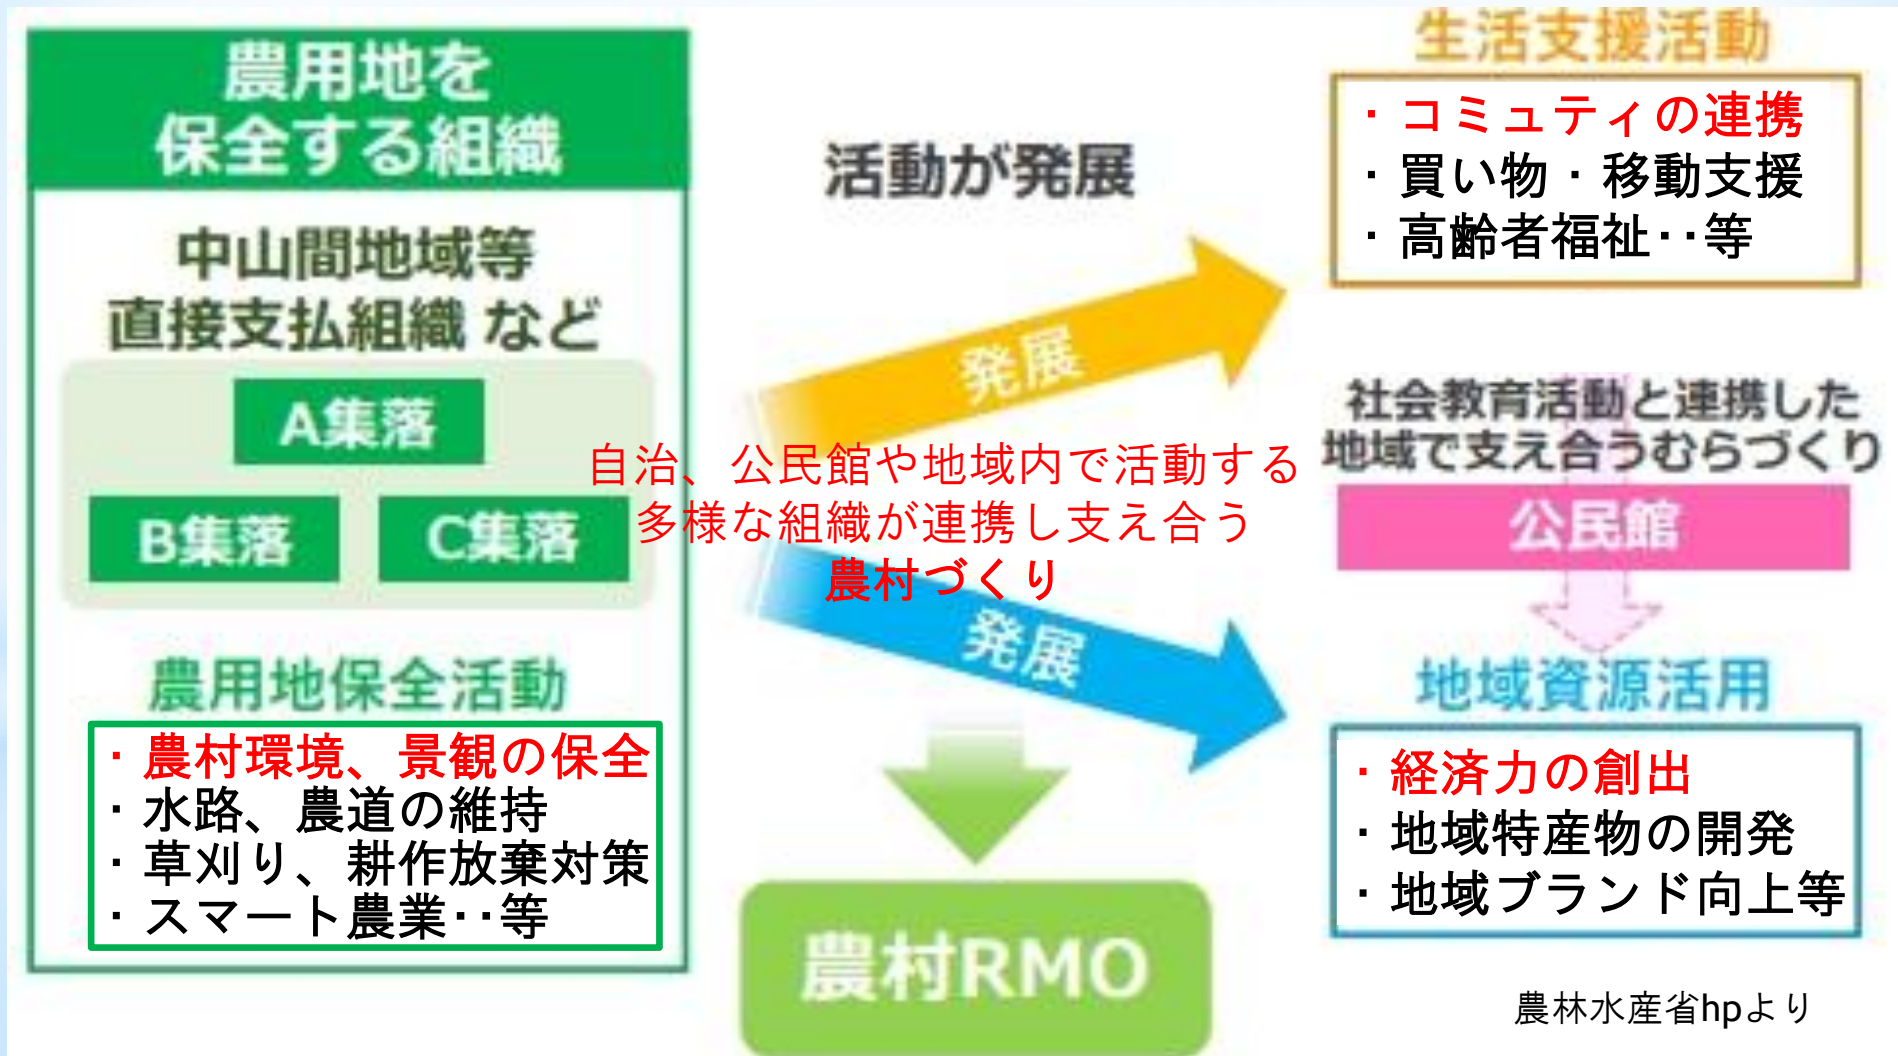 農用地を
保全する組織
中山間地域等
直接支払組織 など
A集落
B集落
C集落
農用地保全活動
・農村環境、景観の保全
・水路、農道の維持
・草刈り、耕作放棄対策
・スマート農業‥等
活動が発展
発展
自治、公民館や地域内で活動する
多様な組織が連携し支え合う
農村づくり
発展
農村RMO
生活支援活動
・コミュティの連携
・買い物・移動支援
・高齢者福祉‥等
社会教育活動と連携した
地域で支え合うむらづくり
公民館
地域資源活用
・経済力の創出
・地域特産物の開発
・地域ブランド向上等
農林水産省hpより